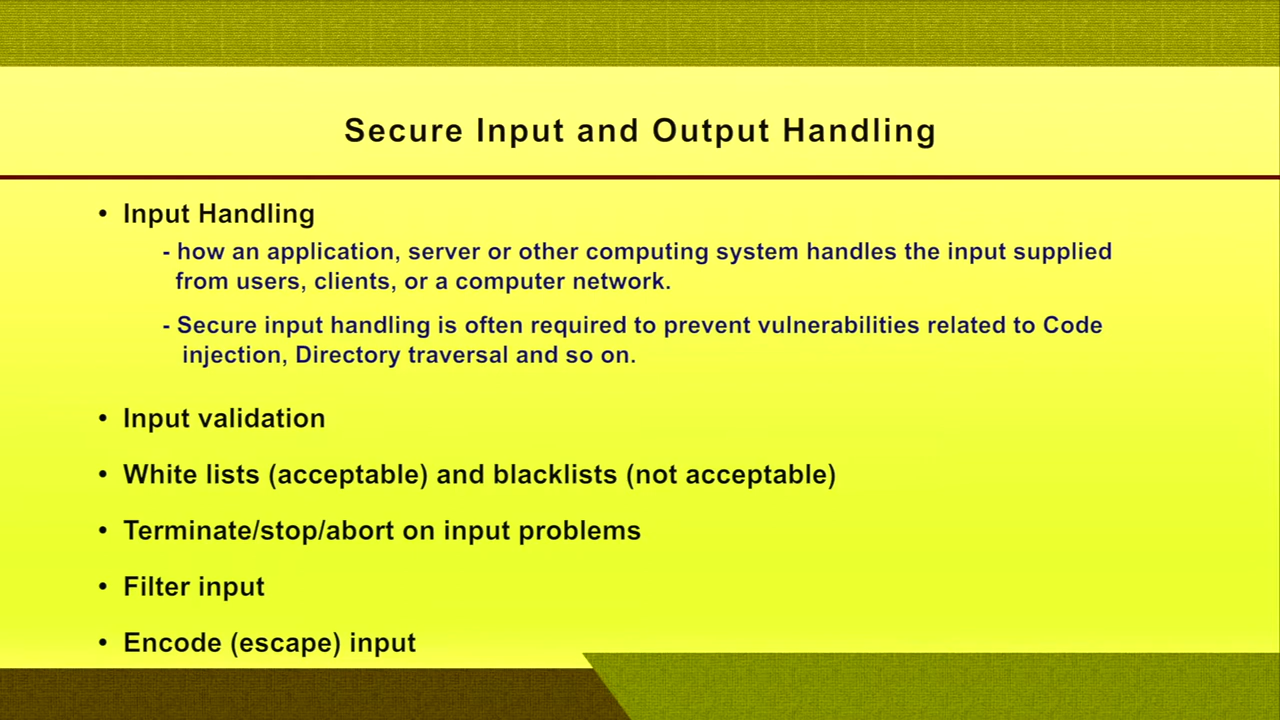 Secure Input and Output Handling
• Input Handling
- how an application, server or other computing system handles the input supplied
from users, clients, or a computer network.
- Secure input handling is often required to prevent vulnerabilities related to Code
injection, Directory traversal and so on.
• Input validation
• White lists (acceptable) and blacklists (not acceptable)
• Terminate/stop/abort on input problems
• Filter input
• Encode (escape) input